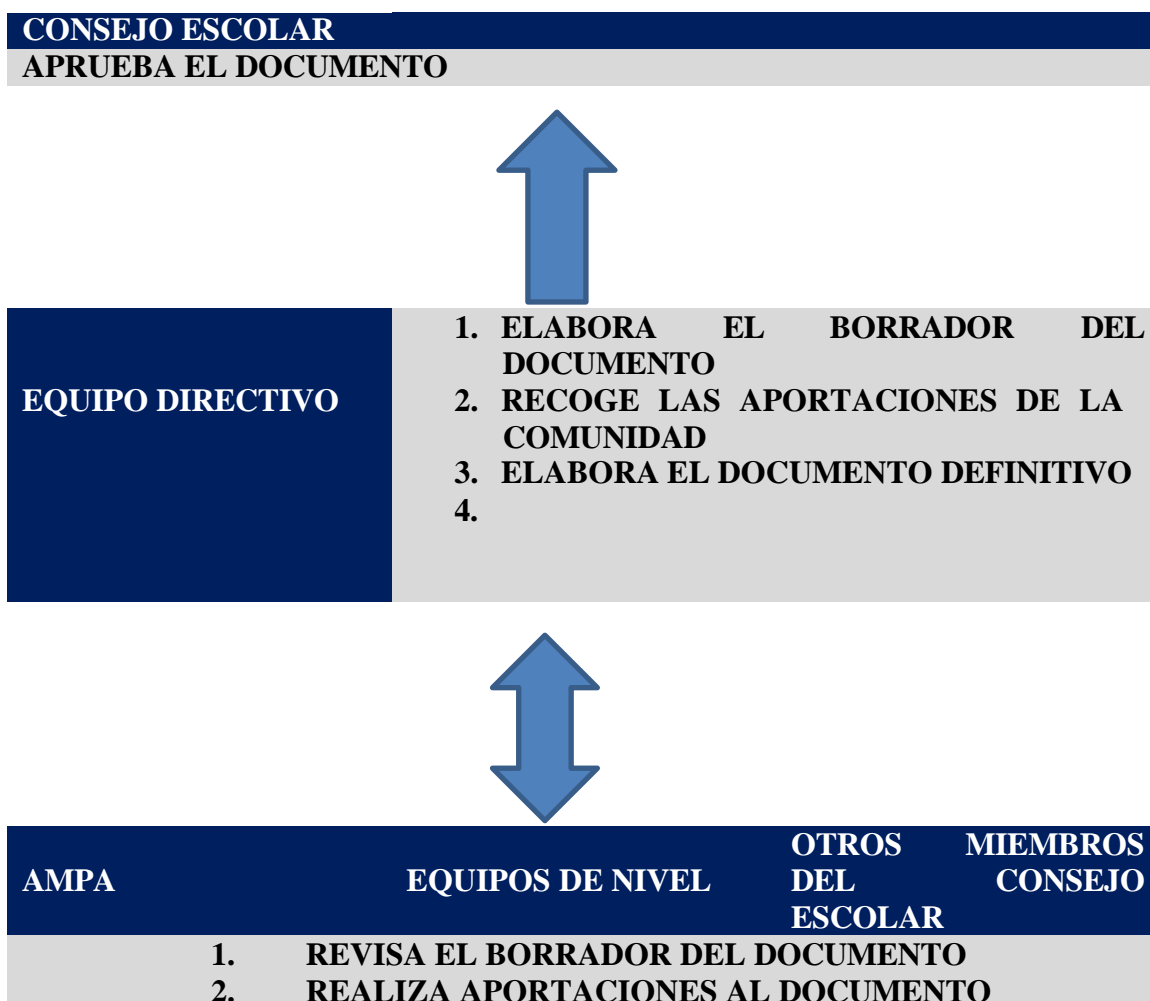 CONSEJO ESCOLAR
APRUEBA EL DOCUMENTO
EQUIPO DIRECTIVO
1. ELABORA EL BORRADOR DEL
DOCUMENTO
2. RECOGE LAS APORTACIONES DE LA
COMUNIDAD
3. ELABORA EL DOCUMENTO DEFINITIVO
4.
AMPA
EQUIPOS DE NIVEL
OTROS MIEMBROS
DEL CONSEJO
ESCOLAR
1. REVISA EL BORRADOR DEL DOCUMENTO
2. REALIZA APORTACIONES AL DOCUMENTO